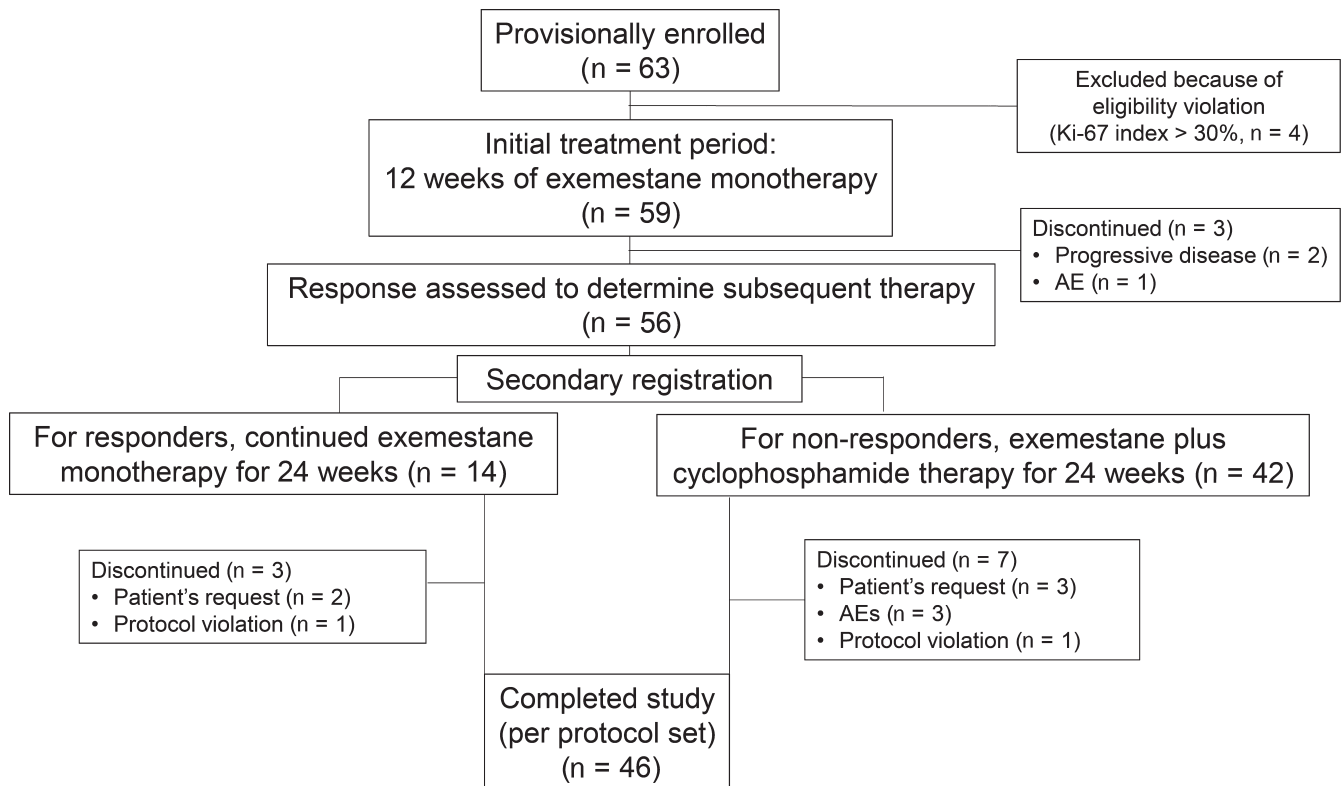 Provisionally enrolled
(n = 63)
Excluded because of
eligibility violation
(Ki-67 index > 30%, n = 4)
Initial treatment period:
12 weeks of exemestane monotherapy
(n = 59)
Discontinued (n = 3)
• Progressive disease (n = 2)
• AE (n = 1)
Response assessed to determine subsequent therapy
(n = 56)
Secondary registration
For responders, continued exemestane
monotherapy for 24 weeks (n = 14)
For non-responders, exemestane plus
cyclophosphamide therapy for 24 weeks (n = 42)
Discontinued (n = 3)
• Patient’s request (n = 2)
• Protocol violation (n = 1)
Discontinued (n = 7)
• Patient’s request (n = 3)
• AEs (n = 3)
• Protocol violation (n = 1)
Completed study
(per protocol set)
(n = 46)